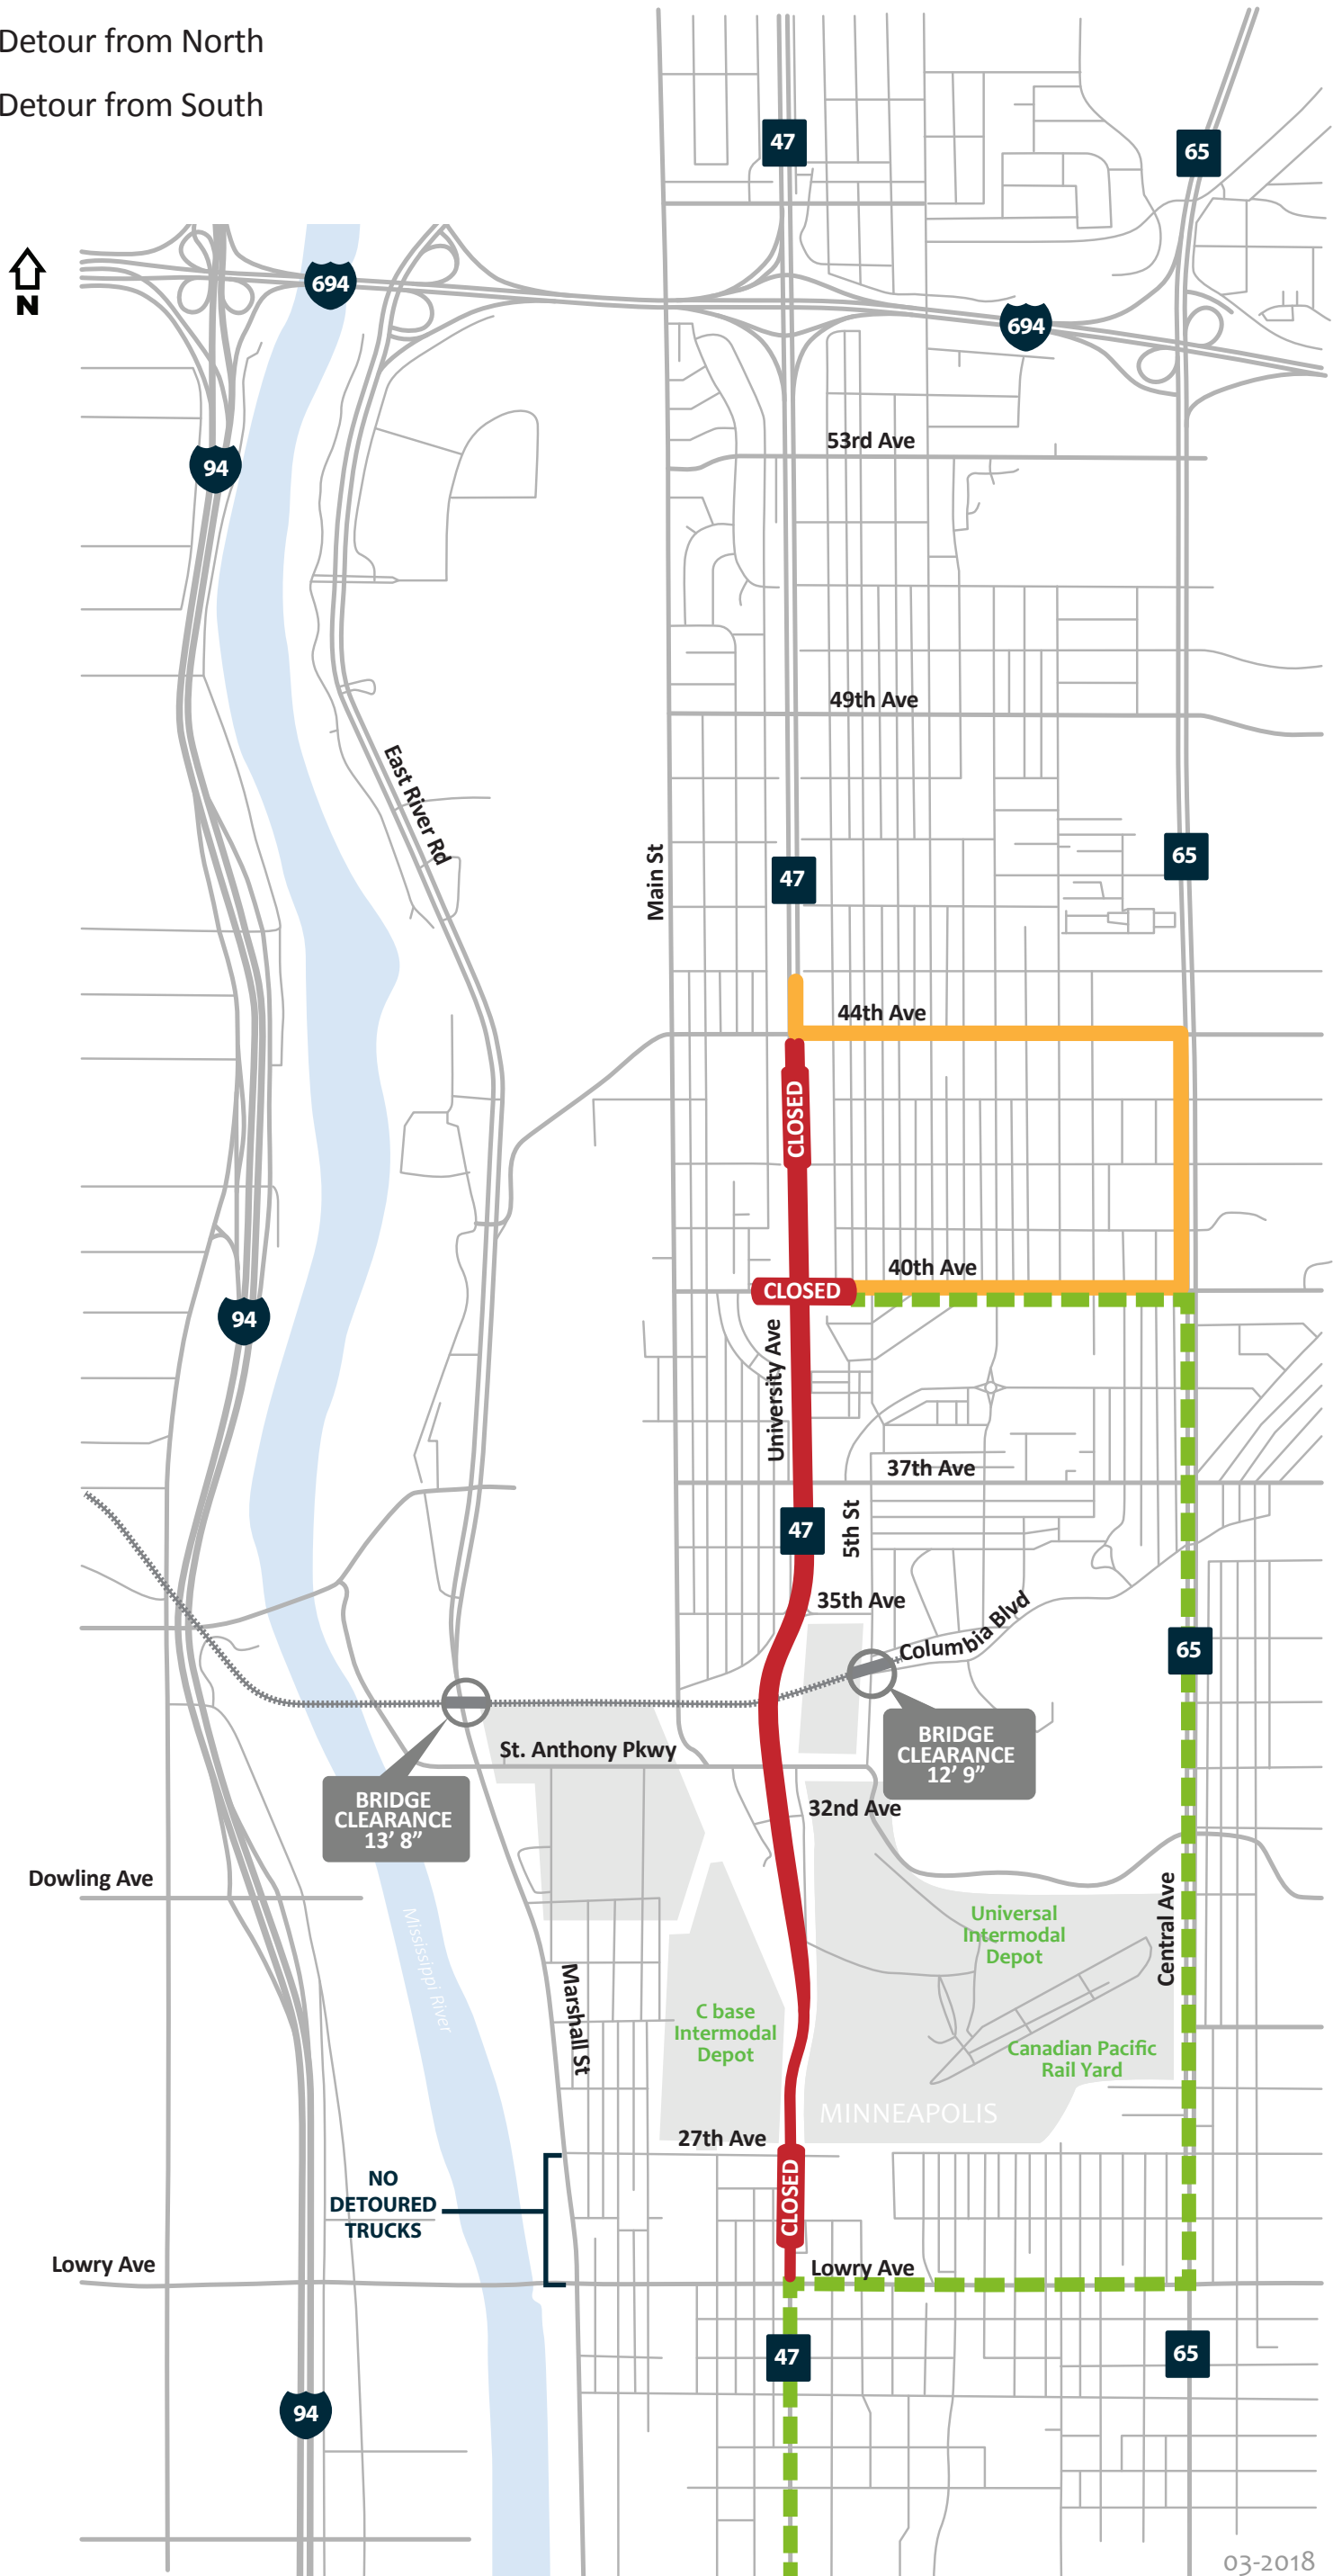 Detour from North
Detour from South
47
65
N
694
694
53rd Ave
94
49th Ave
East River Rd
Main St
47
65
44th Ave
CLOSED
40th Ave
CLOSED
94
University Ave
37th Ave
47
5th St
35th Ave
Columbia Blvd
65
St. Anthony Pkwy
BRIDGE
CLEARANCE
12’ 9”
BRIDGE
CLEARANCE
13’ 8”
32nd Ave
Dowling Ave
Mississippi River
Marshall St
Universal
Intermodal
Depot
Central Ave
C base
Intermodal
Depot
Canadian Pacific
Rail Yard
MINNEAPOLIS
27th Ave
CLOSED
NO
DETOURED
TRUCKS
Lowry Ave
Lowry Ave
47
65
94
03-2018